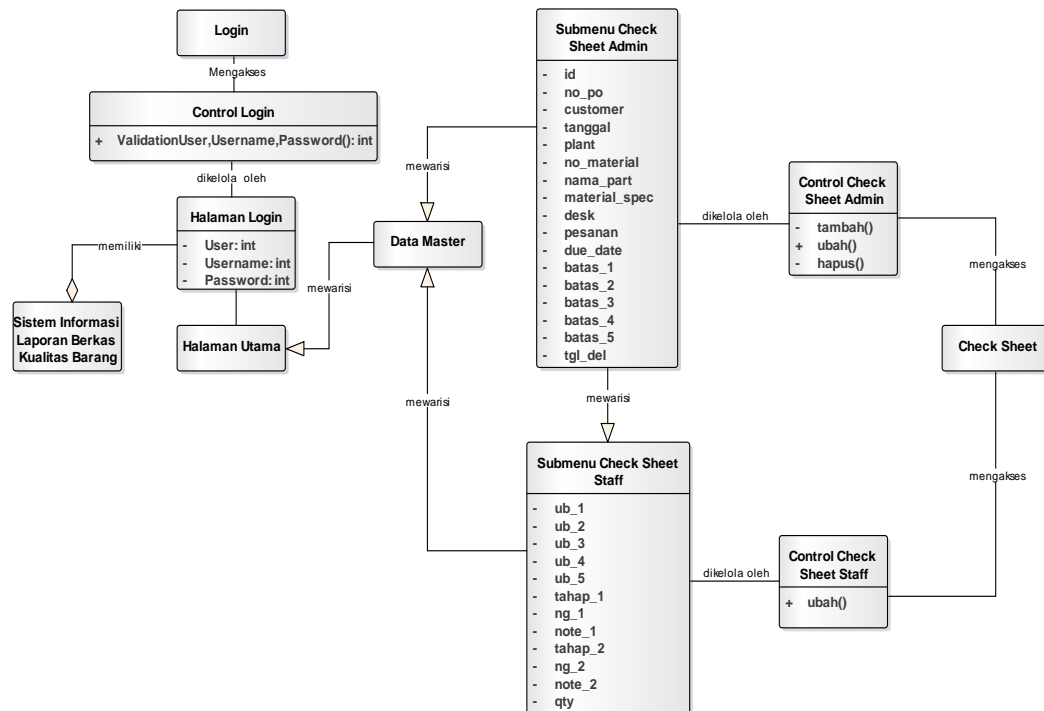 Login
Mengakses
Control Login
+ ValidationUser,Username,Password(): int
dikelola oleh
Halaman Login
- User: int
- Username: int
- Password: int
memiliki
Sistem Informasi
Laporan Berkas
Kualitas Barang
Halaman Utama
mewarisi
Data Master
mewarisi
mewarisi
Submenu Check
Sheet Admin
- id
- no_po
- customer
- tanggal
- plant
- no_material
- nama_part
- material_spec
- desk
- pesanan
- due_date
- batas_1
- batas_2
- batas_3
- batas_4
- batas_5
- tgl_del
mewarisi
Submenu Check Sheet
Staff
- ub_1
- ub_2
- ub_3
- ub_4
- ub_5
- tahap_1
- ng_1
- note_1
- tahap_2
- ng_2
- note_2
- qty
dikelola oleh
Control Check
Sheet Admin
- tambah()
+ ubah()
- hapus()
mengakses
Check Sheet
mengakses
dikelola oleh
Control Check
Sheet Staff
+ ubah()